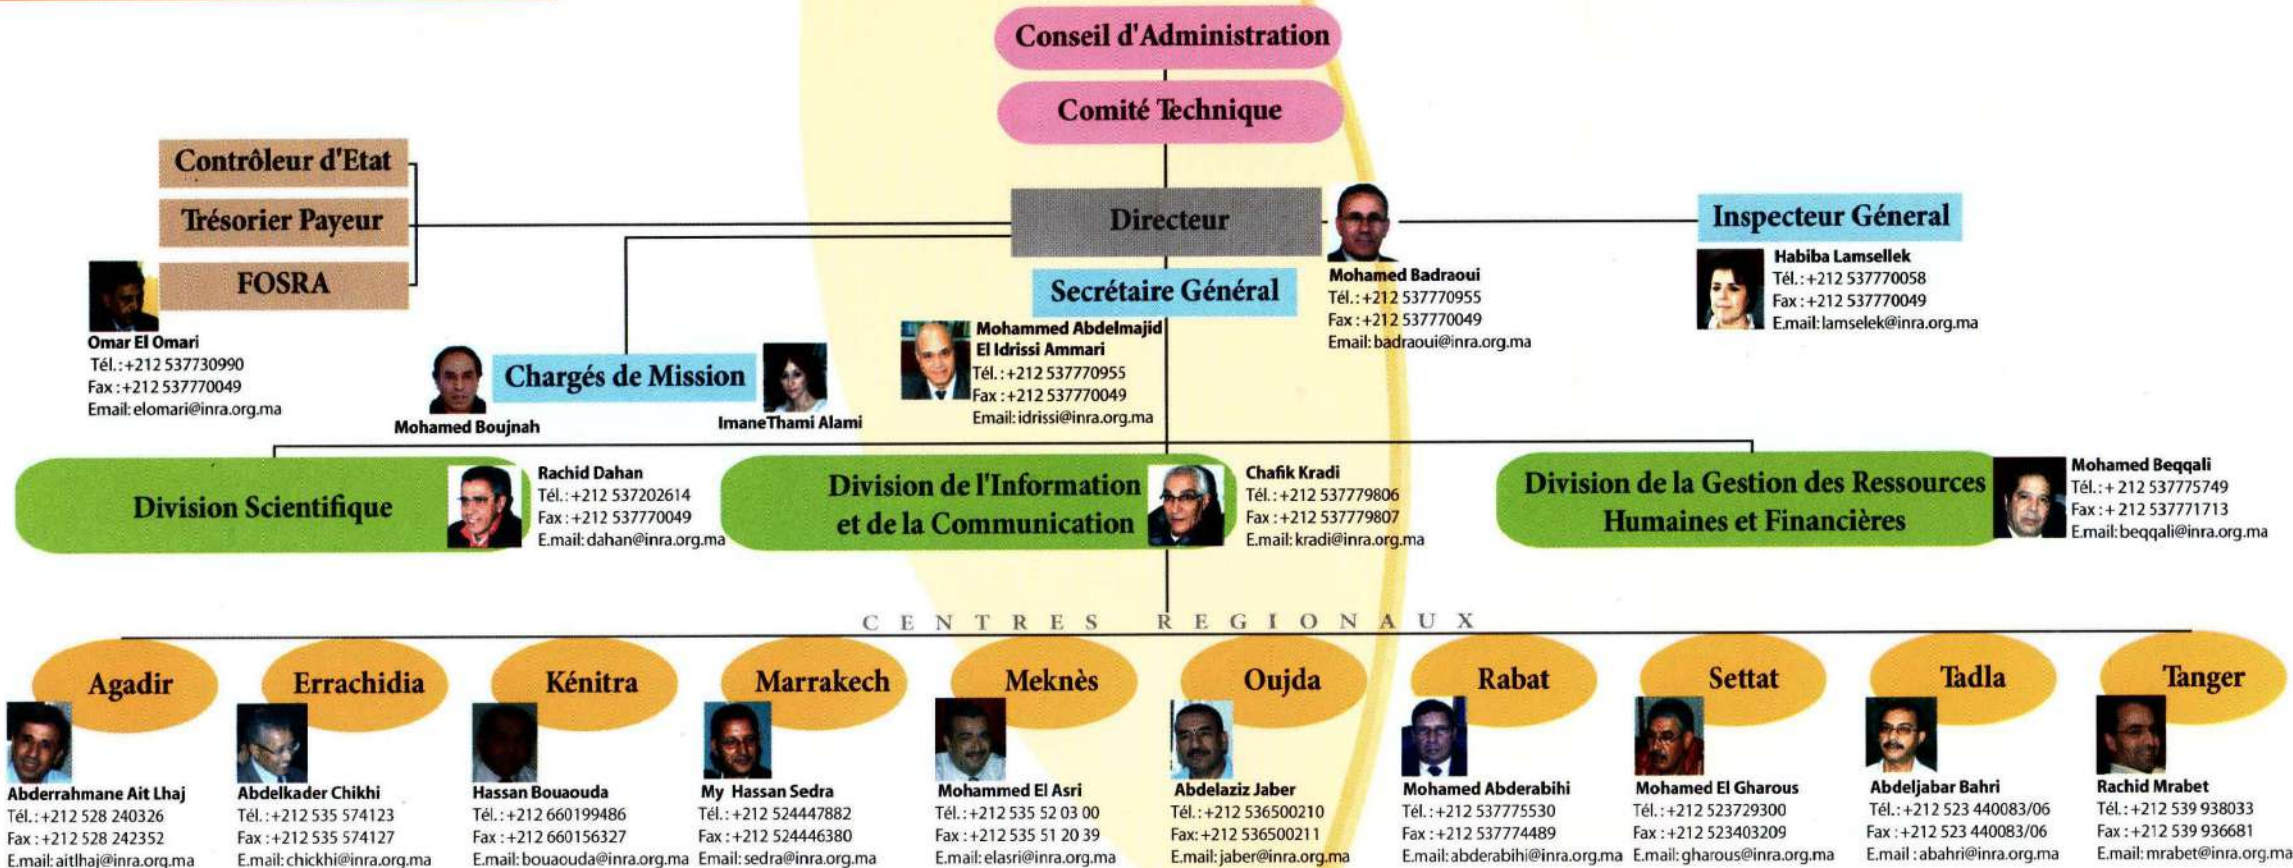 Conseil d'Administration
Comité Technique
Contrôleur d'Etat
Trésorier Payeur
FOSRA
Omar El Omari
Tél.:+212 537730990
Fax :+212 537770049
Email: elomari@inra.org.ma
Directeur
Mohamed Badraoui
Tél.:+212 537770955
Fax :+212 537770049
Email: badraoui@inra.org.ma
Inspecteur Géneral
Habiba Lamsellek
Tél.:+212 537770058
Fax :+212 537770049
E.mail: lamselek@inra.org.ma
Secrétaire Général
Mohammed Abdelmajid
El Idrissi Ammari
Tél.:+212 537770955
Fax :+212 537770049
Email: idrissi@inra.org.ma
Chargés de Mission
Mohamed Boujnah
ImaneThami Alami
Division Scientifique
Rachid Dahan
Tél.:+212 537202614
Fax :+212 537770049
E.mail: dahan@inra.org.ma
Division de l'Information
et de la Communication
Chafik Kradi
Tél.:+212 537779806
Fax :+212 537779807
E.mail: kradi@inra.org.ma
Division de la Gestion des Ressources
Humaines et Financières
Mohamed Beqqali
Tél.:+ 212 537775749
Fax :+ 212 537771713
E.mail: beqqali@inra.org.ma
CENTRES REGIONAUX
Agadir
Abderrahmane Ait Lhaj
Tél.:+212 528 240326
Fax :+212 528 242352
E.mail: aitlhaj@inra.org.ma
Errachidia
Abdelkader Chikhi
Tél.:+212 535 574123
Fax :+212 535 574127
E.mail: chickhi@inra.org.ma
Kénitra
Hassan Bouaouda
Tél.:+212 660199486
Fax :+212 660156327
E.mail: bouaouda@inra.org.ma
Marrakech
My Hassan Sedra
Tél.:+212 524447882
Fax :+212 524446380
Email: sedra@inra.org.ma
Meknès
Mohammed El Asri
Tél.:+212 535 52 03 00
Fax :+212 535 51 20 39
E.mail: elasri@inra.org.ma
Oujda
Abdelaziz Jaber
Tél.:+212 536500210
Fax: +212 536500211
E.mail: jaber@inra.org.ma
Rabat
Mohamed Abderabihi
Tél.:+212 537775530
Fax :+212 537774489
E.mail: abderabihi@inra.org.ma
Settat
Mohamed El Gharous
Tél.:+212 523729300
Fax :+212 523403209
E.mail: gharous@inra.org.ma
Tadla
Abdeljabar Bahri
Tél.:+212 523 440083/06
Fax :+212 523 440083/06
E.mail : abahri@inra.org.ma
Tanger
Rachid Mrabet
Tél.:+212 539 938033
Fax :+212 539 936681
E.mail: mrabet@inra.org.ma